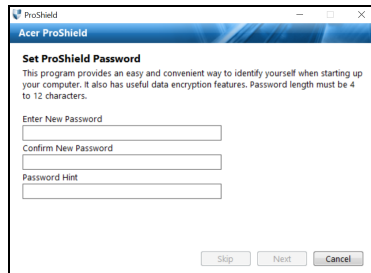 ProShield
Acer ProShield
Set ProShield Password
This program provides an easy and convenient way to identify yourself when starting up
your computer. It also has useful data encryption features. Password length must be 4
to 12 characters.
Enter New Password
Confirm New Password
Password Hint
Skip Next Cancel